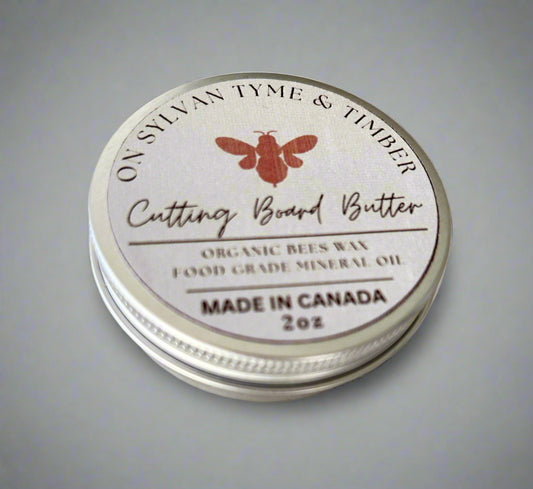 ON SYLVAN TYME & TIMBER
Cutting Board Butter
ORGANIC BEES WAX
FOOD GRADE MINERAL OIL
MADE IN CANADA
2oz